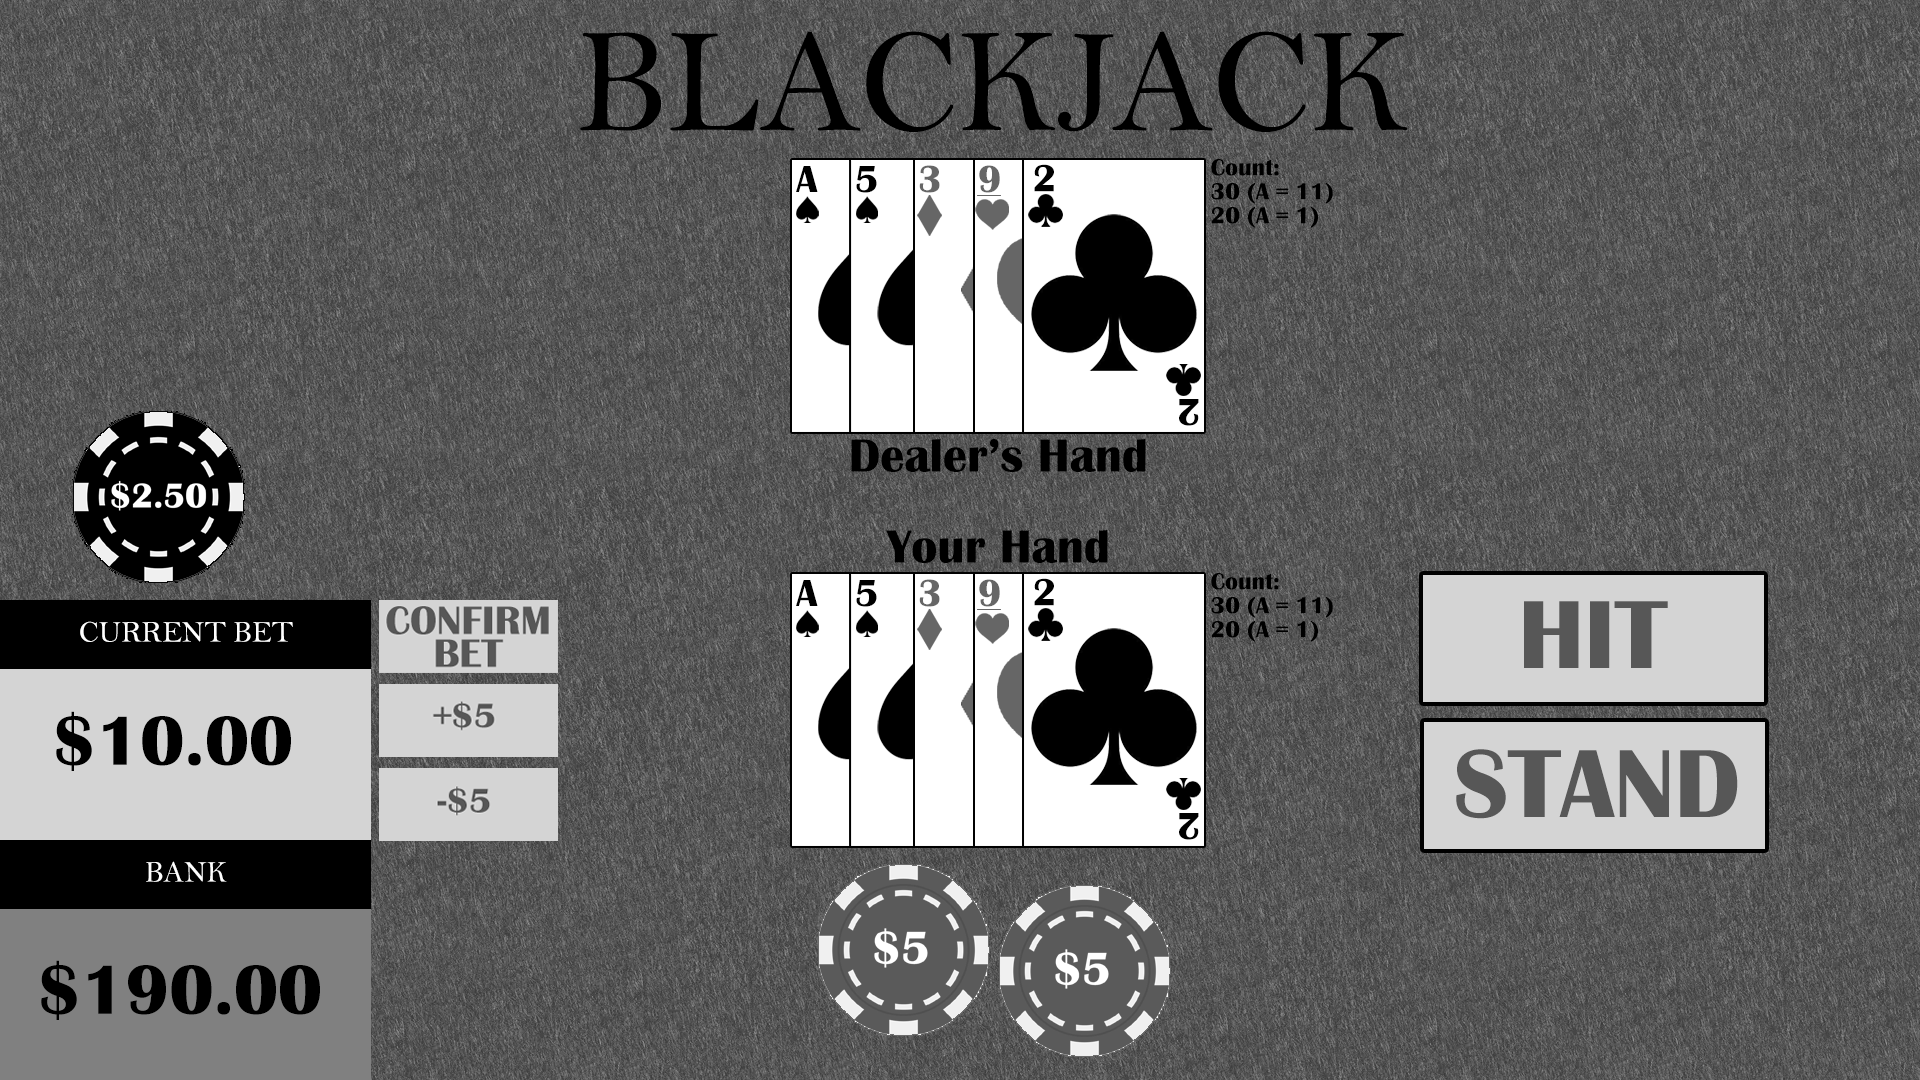 BLACKJACK
A 5 3 9 2
Count:
30 (A = 11)
20 (A = 1)
2
Dealer's Hand
$2.50
Your Hand
A 5 3 9 2
Count:
30 (A = 11)
20 (A = 1)
2
CURRENT BET
$10.00
CONFIRM
BET
+$5
-$5
HIT
STAND
BANK
$190.00
$5
$5